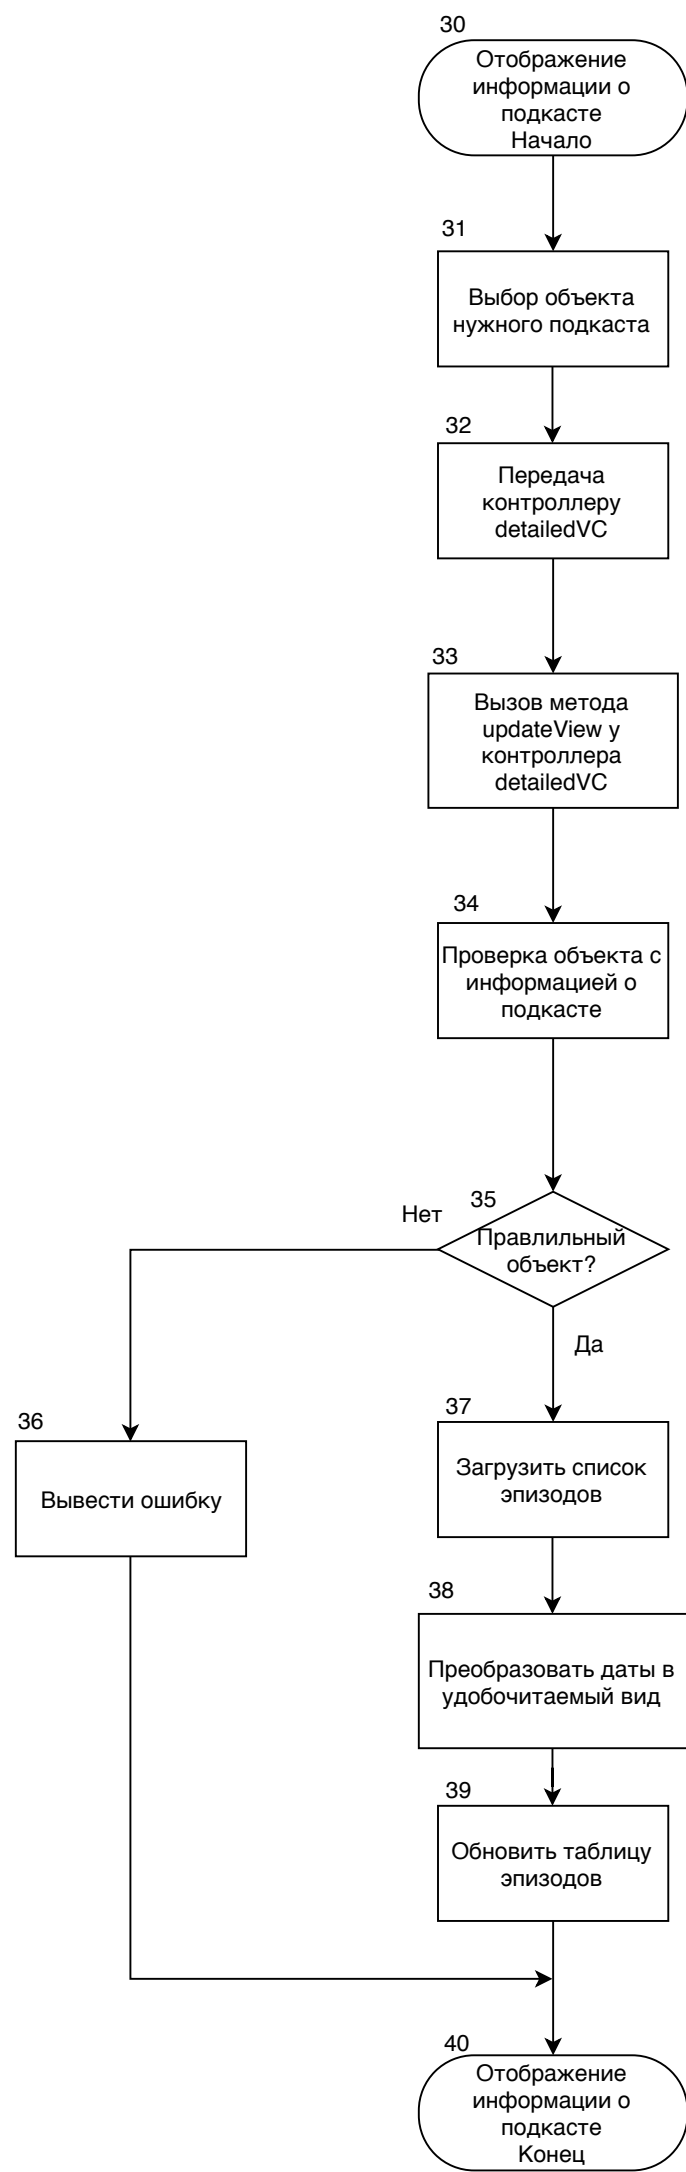 30
Отображение
информации о
подкасте
Начало
31
Выбор объекта
нужного подкаста
32
Передача
контроллеру
detailedVC
33
Вызов метода
updateView у
контроллера
detailedVC
34
Проверка объекта с
информацией о
подкасте
35
Нет
Правлильный
объект?
Да
36
Вывести ошибку
37
Загрузить список
эпизодов
38
Преобразовать даты в
удобочитаемый вид
39
Обновить таблицу
эпизодов
40
Отображение
информации о
подкасте
Конец